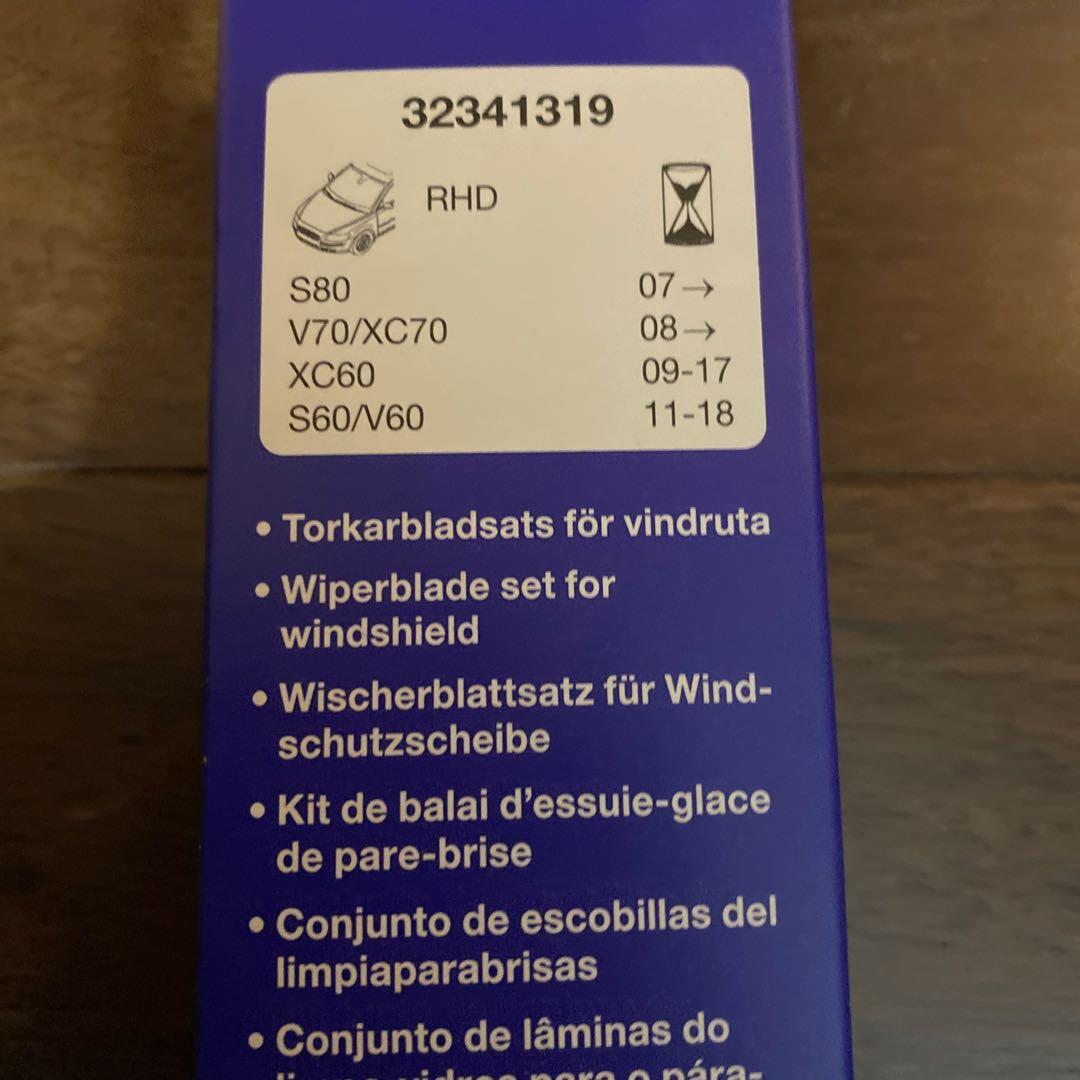 32341319
RHD
S80 07→
V70/XC70 08→
XC60 09-17
S60/V60 11-18
• Torkarbladsats för vindruta
• Wiperblade set for
windshield
• Wischerblattsatz für Wind-
schutzscheibe
• Kit de balai d'essuie-glace
de pare-brise
• Conjunto de escobillas del
limpiaparabrisas
• Conjunto de lâminas do
para o pára-